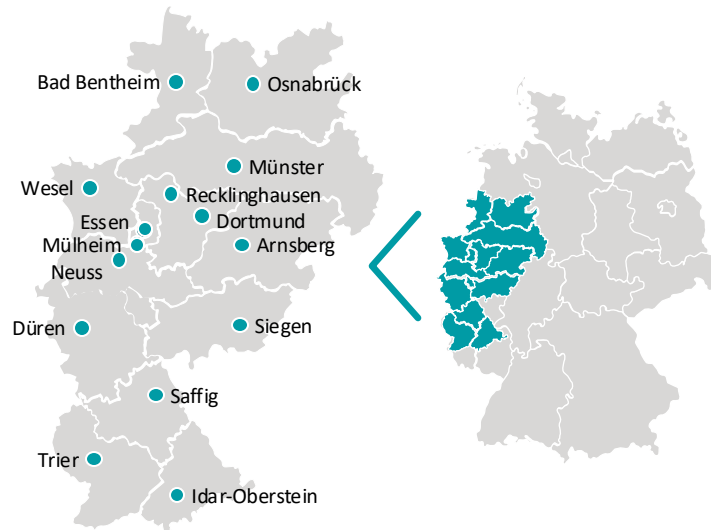 Bad Bentheim
Osnabrück
Münster
Wesel
Recklinghausen
Essen
Dortmund
Mülheim
Arnsberg
Neuss
Düren
Siegen
Saffig
Trier
Idar-Oberstein